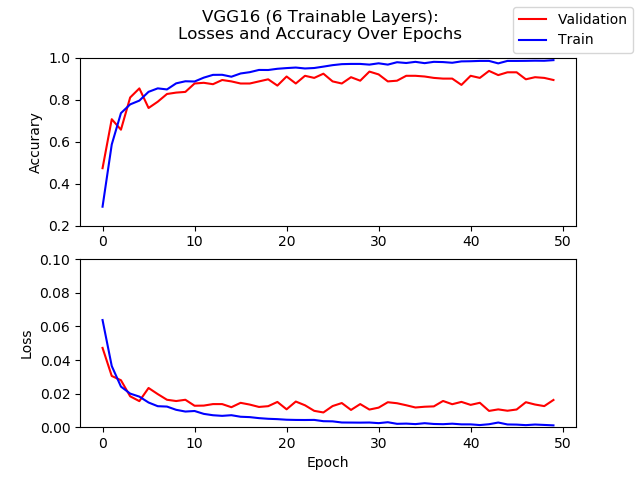 VGG16 (6 Trainable Layers):
Losses and Accuracy Over Epochs
Validation
Train
1.0
0.8
0.6
0.4
0.2
Accurary
0 10 20 30 40 50
0.10
0.08
0.06
0.04
0.02
0.00
Loss
0 10 20 30 40 50
Epoch